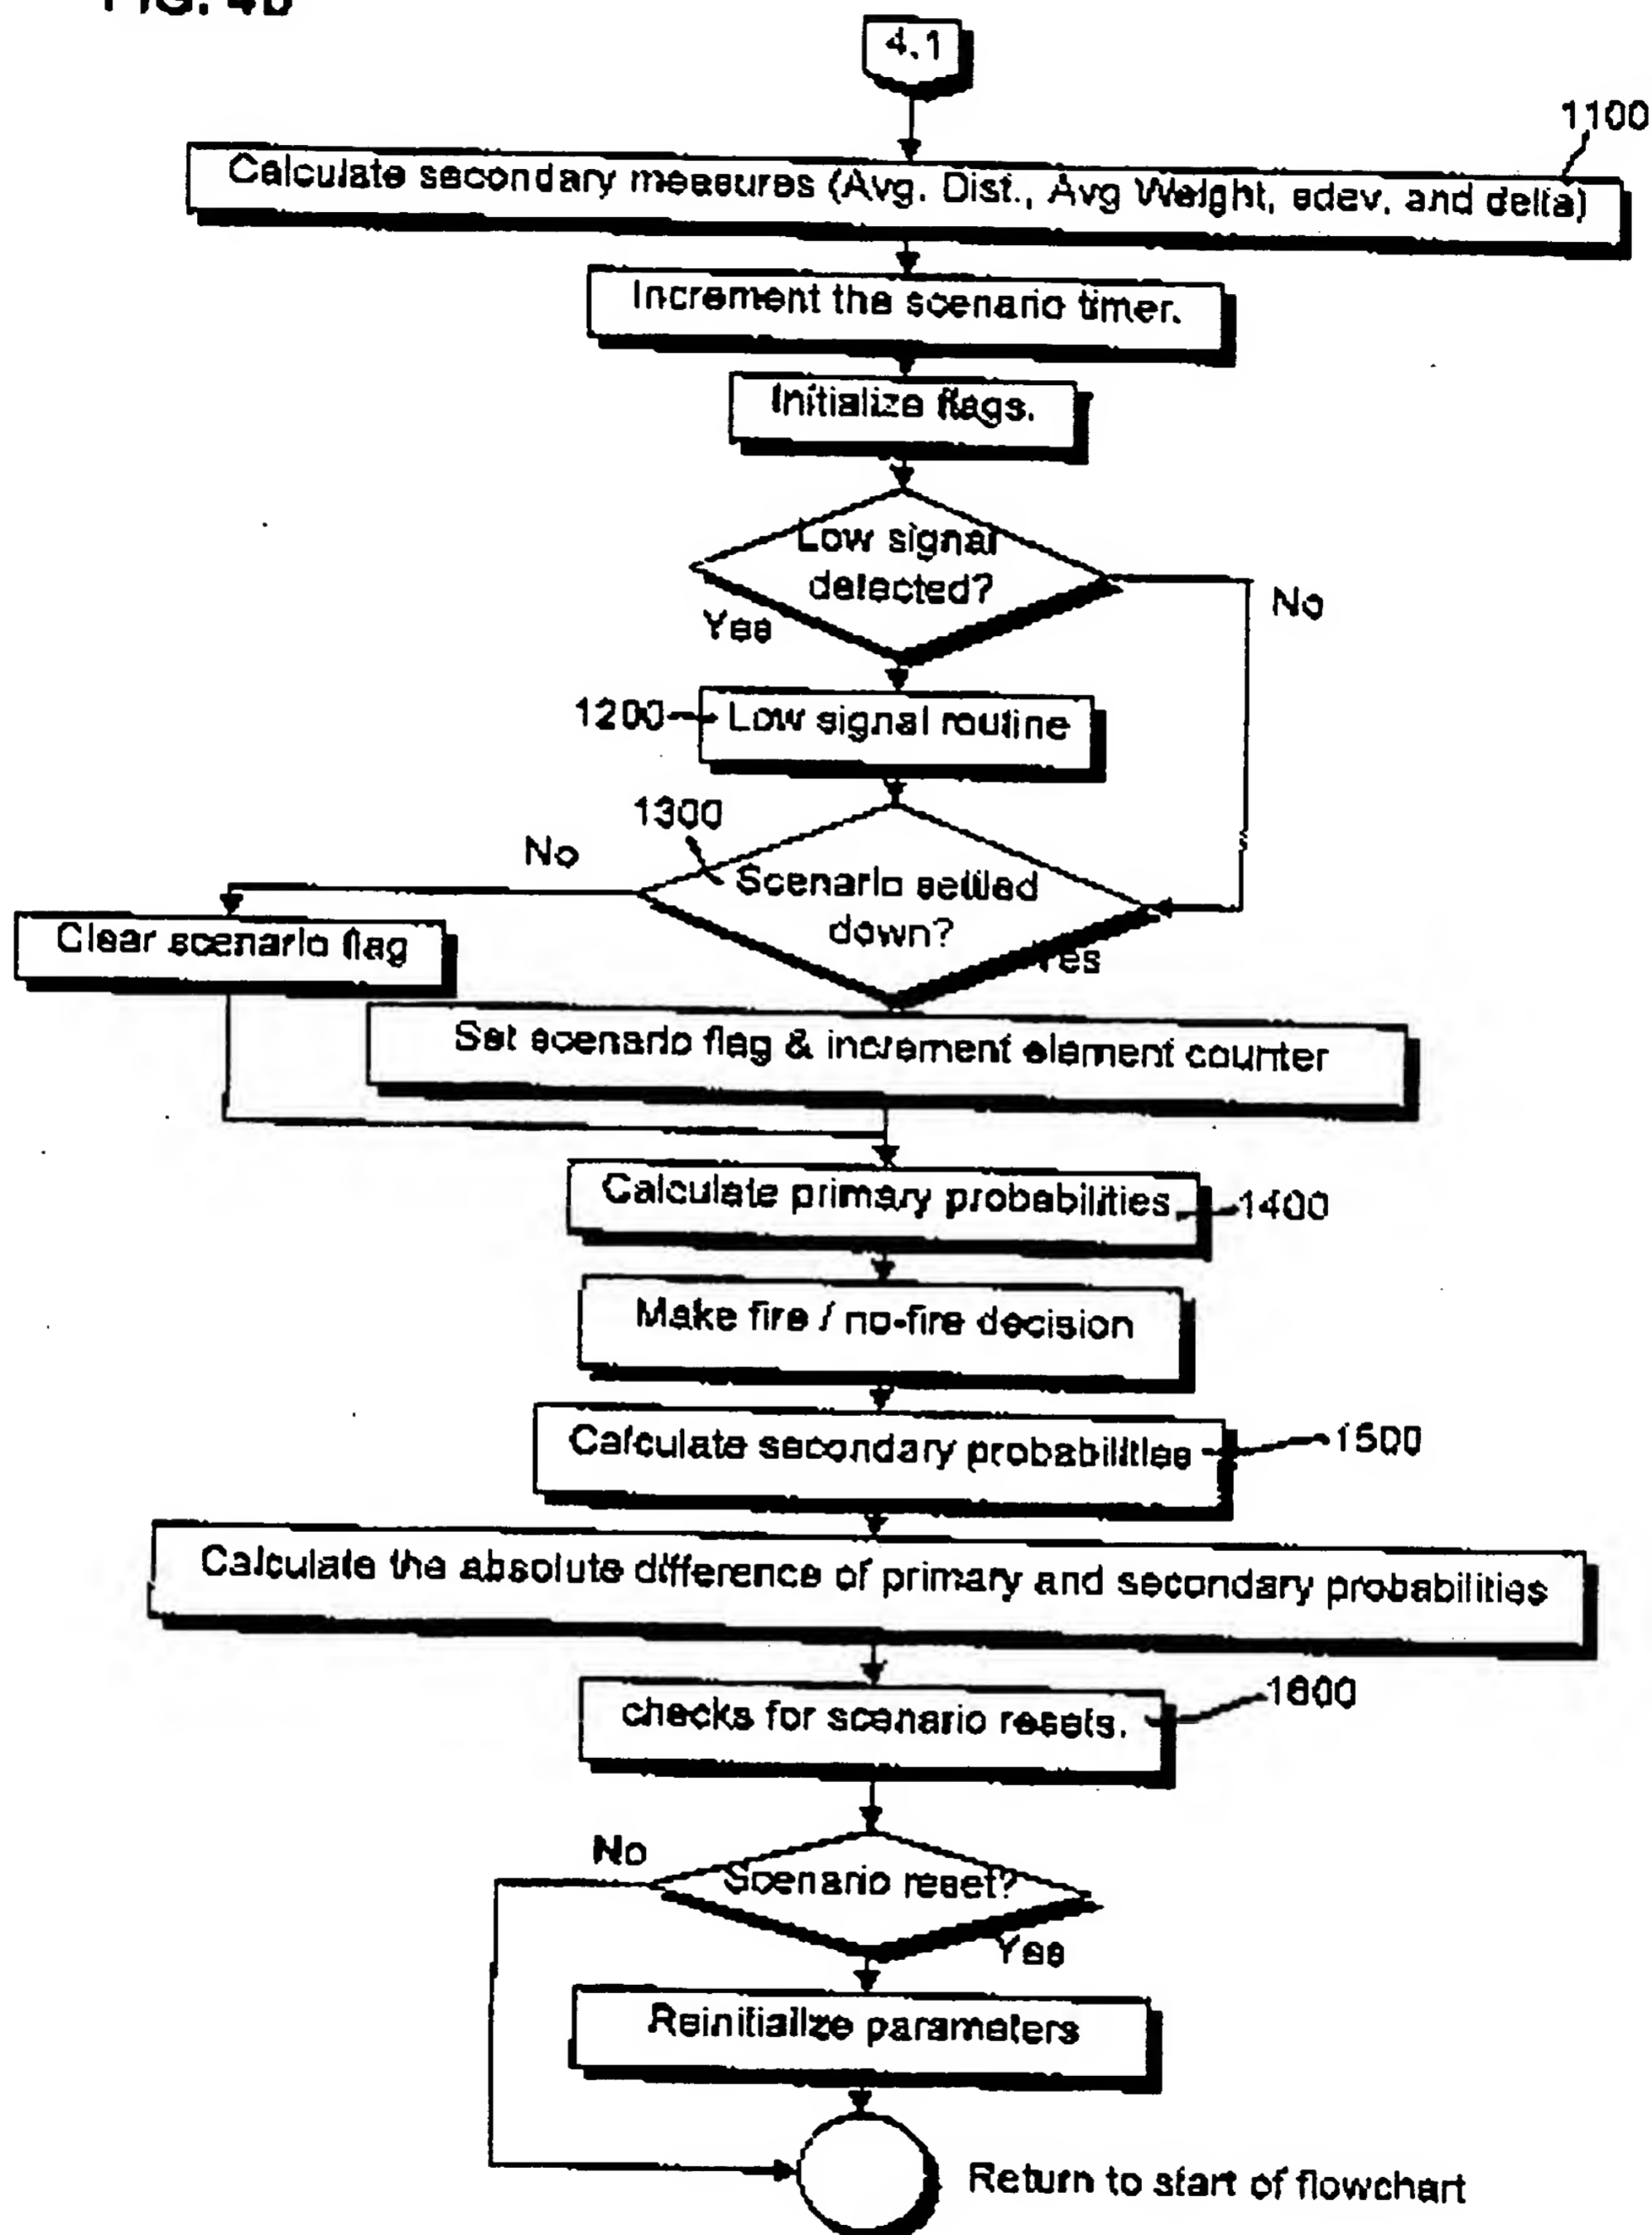 FIG. 4b
4.1
1100
Calculate secondary measures (Avg. Dist., Avg Weight, sdev, and delta)
Increment the scenario timer.
Initialize flags.
Low signal
detected?
No
Yes
1200
Low signal routine
1300
No
Scenario settled
down?
Yes
Clear scenario flag
Set scenario flag & increment element counter
Calculate primary probabilities
1400
Make fire / no-fire decision
Calculate secondary probabilities
1500
Calculate the absolute difference of primary and secondary probabilities
checks for scenario resets.
1600
No
Scenario reset?
Yes
Reinitialize parameters
Return to start of flowchart